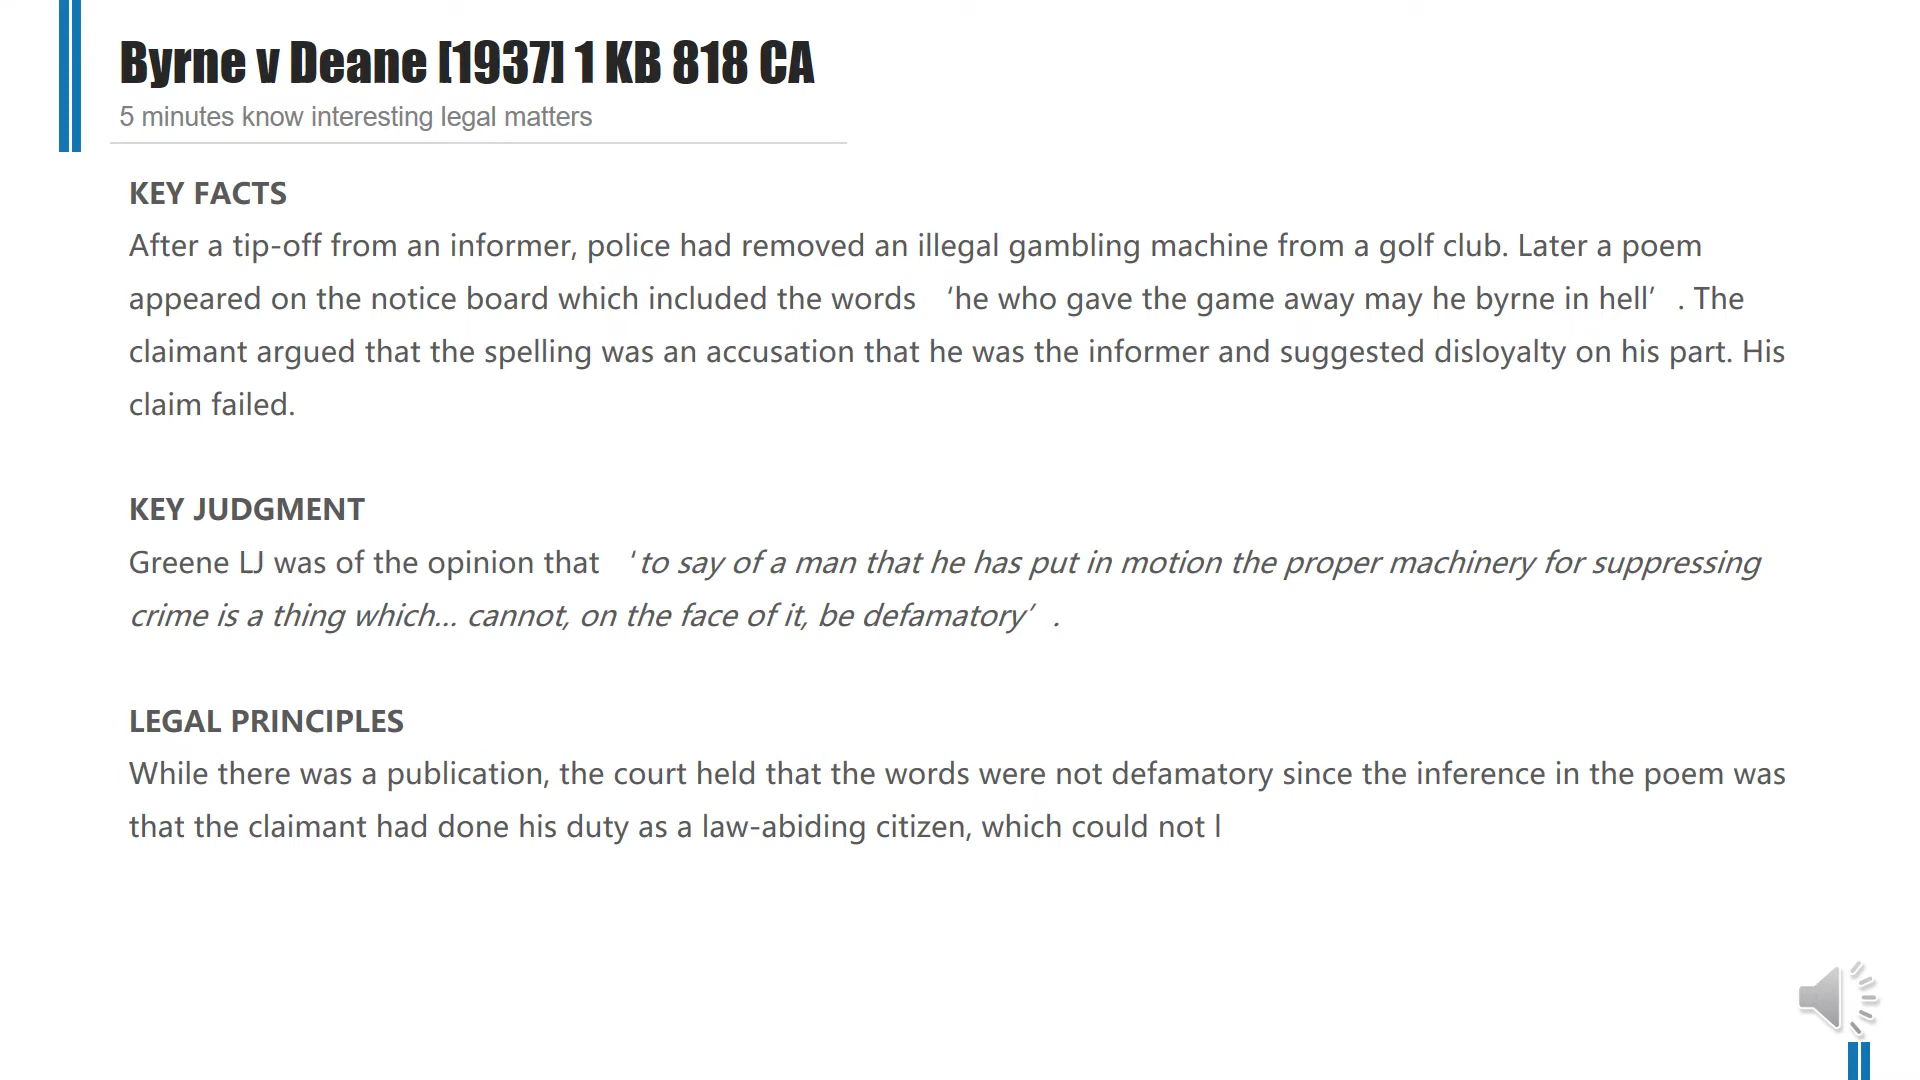 Byrne v Deane [1937] 1 KB 818 CA
5 minutes know interesting legal matters
KEY FACTS
After a tip-off from an informer, police had removed an illegal gambling machine from a golf club. Later a poem
appeared on the notice board which included the words ‘he who gave the game away may he byrne in hell’ . The
claimant argued that the spelling was an accusation that he was the informer and suggested disloyalty on his part. His
claim failed.
KEY JUDGMENT
Greene LJ was of the opinion that ‘to say of a man that he has put in motion the proper machinery for suppressing
crime is a thing which… cannot, on the face of it, be defamatory’ .
LEGAL PRINCIPLES
While there was a publication, the court held that the words were not defamatory since the inference in the poem was
that the claimant had done his duty as a law-abiding citizen, which could not l